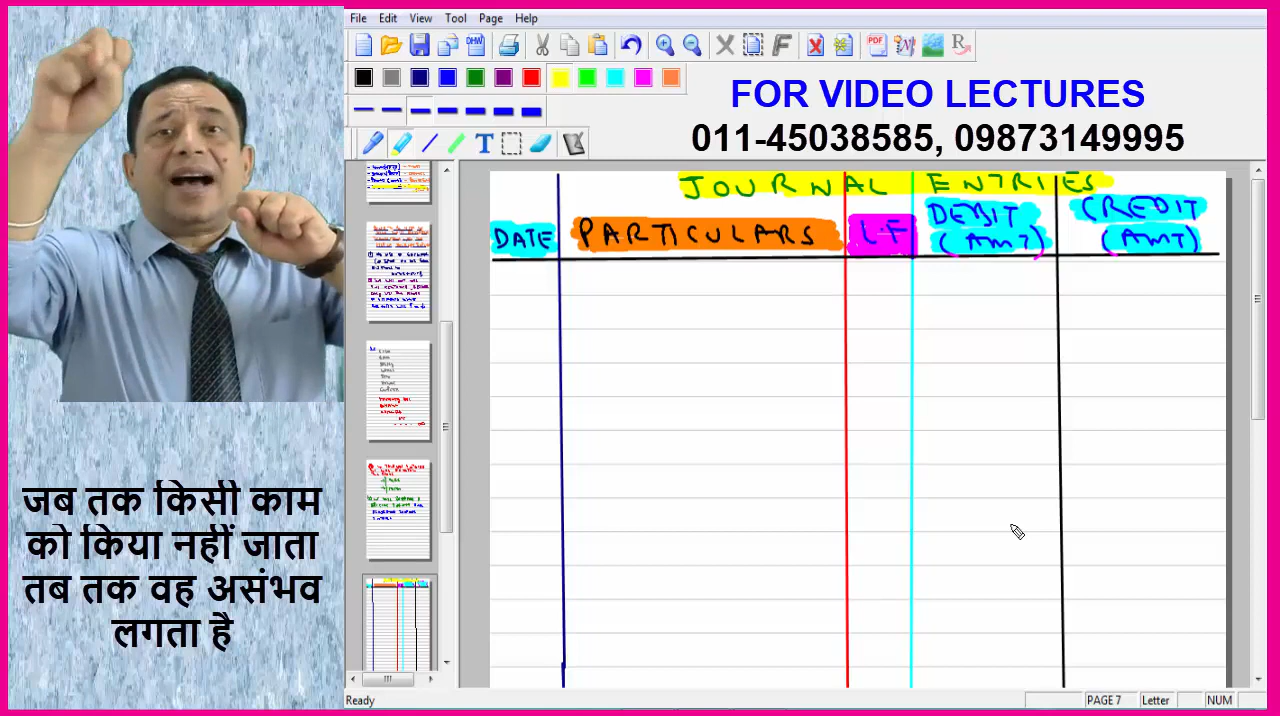 File Edit View Tool Page Help
FOR VIDEO LECTURES
011-45038585, 09873149995
JOURNAL ENTRIES
DATE PARTICULARS L.F DEBIT (AMT) CREDIT (AMT)
जब तक किसी काम
को किया नहीं जाता
तब तक वह असंभव
लगता है
Ready PAGE 7 Letter NUM